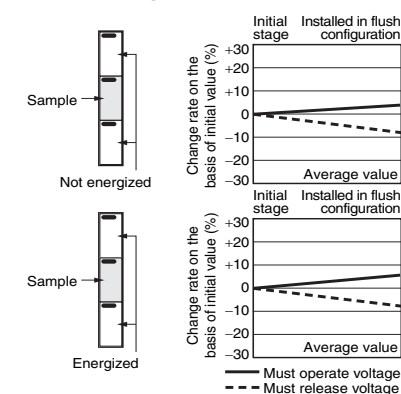 Sample
Not energized
Initial stage
Installed in flush configuration
Change rate on the basis of initial value (%)
+30
+20
+10
0
−10
−20
−30
Average value
Sample
Energized
Initial stage
Installed in flush configuration
Change rate on the basis of initial value (%)
+30
+20
+10
0
−10
−20
−30
Average value
Must operate voltage
Must release voltage